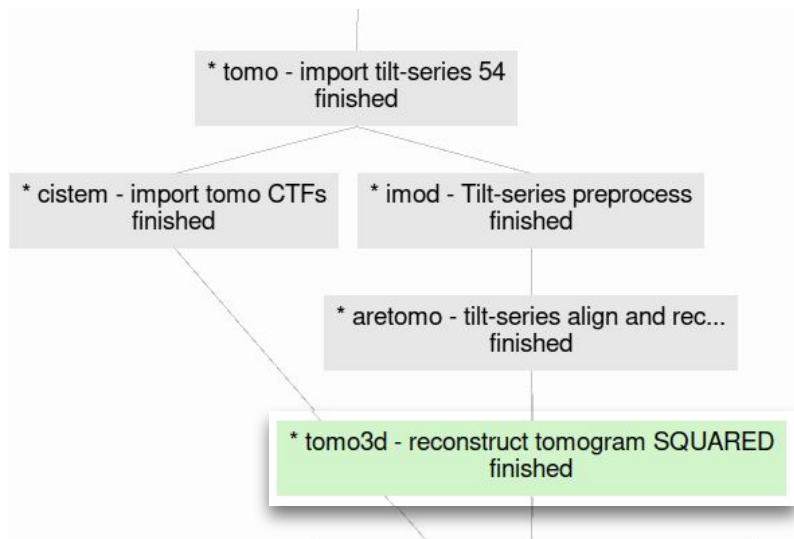 * tomo - import tilt-series 54
finished
* cistem - import tomo CTFs
finished
* imod - Tilt-series preprocess
finished
* aretomo - tilt-series align and rec...
finished
* tomo3d - reconstruct tomogram SQUARED
finished